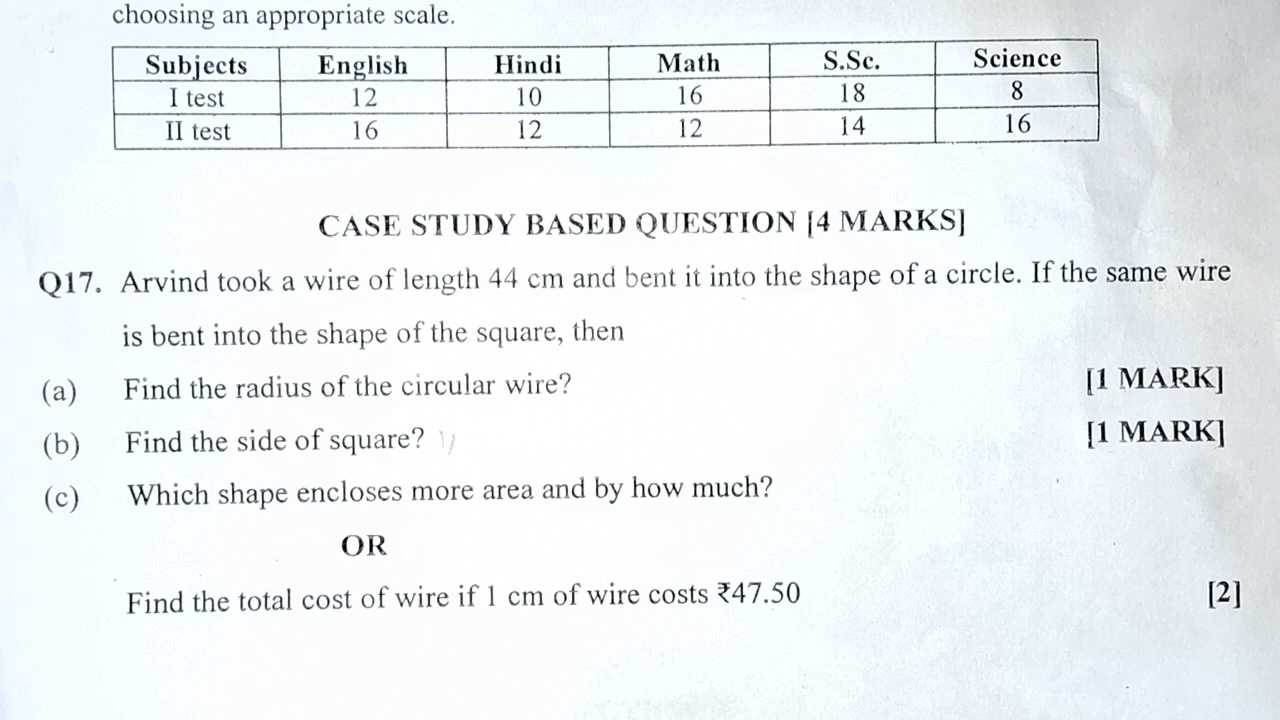 choosing an appropriate scale.
Subjects English Hindi Math S.Sc. Science
I test 12 10 16 18 8
II test 16 12 12 14 16
CASE STUDY BASED QUESTION [4 MARKS]
Q17. Arvind took a wire of length 44 cm and bent it into the shape of a circle. If the same wire
is bent into the shape of the square, then
(a) Find the radius of the circular wire? [1 MARK]
(b) Find the side of square? [1 MARK]
(c) Which shape encloses more area and by how much?
OR
Find the total cost of wire if 1 cm of wire costs ₹47.50 [2]